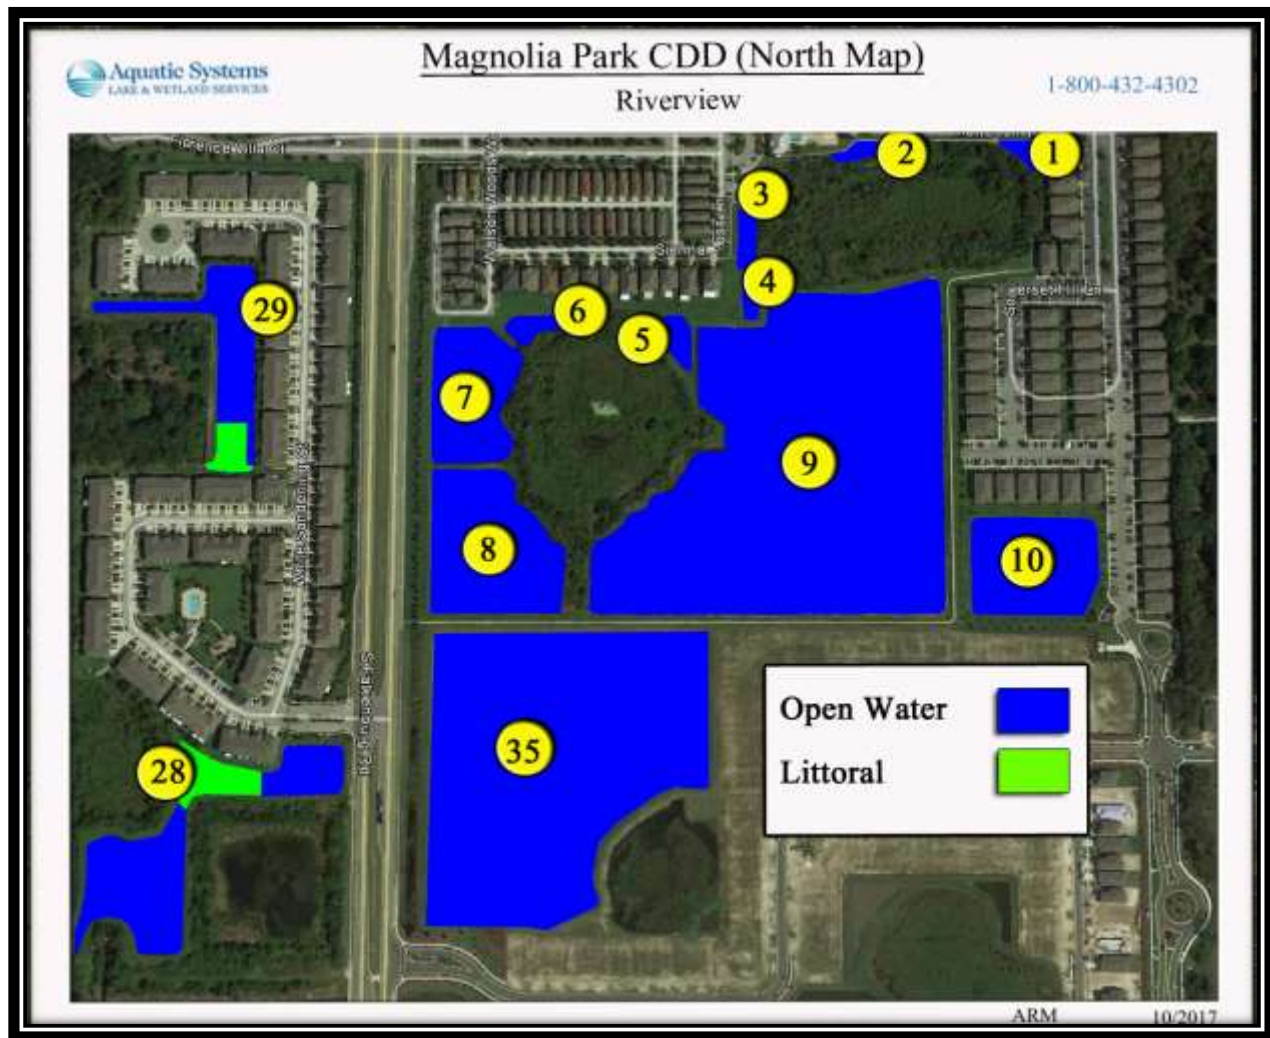 Magnolia Park CDD (North Map)
Riverview
Aquatic Systems
LAKE & WETLAND SERVICES
1-800-432-4302
1
2
3
4
5
6
7
8
9
10
28
29
35
Open Water
Littoral
ARM
10/2017